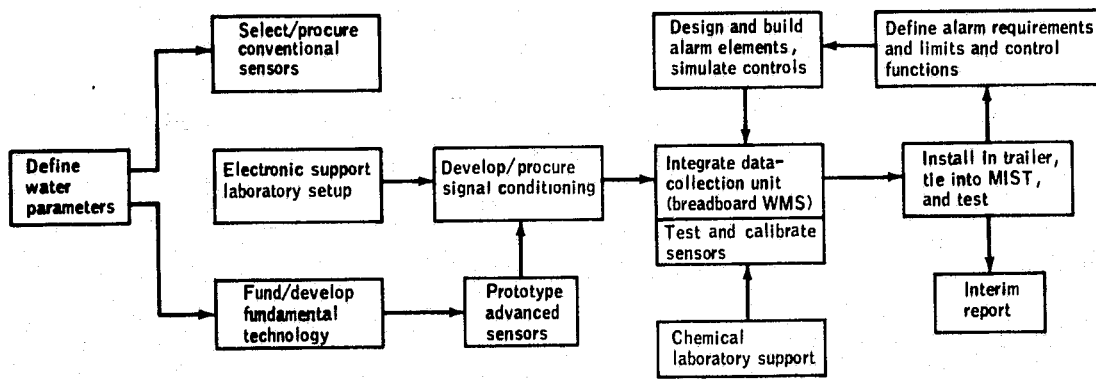 Select/procure
conventional
sensors
Design and build
alarm elements,
simulate controls
Define alarm requirements
and limits and control
functions
Define
water
parameters
Electronic support
laboratory setup
Develop/procure
signal conditioning
Integrate data-
collection unit
(breadboard WMS)
Test and calibrate
sensors
Install in trailer,
tie into MIST,
and test
Fund/develop
fundamental
technology
Prototype
advanced
sensors
Chemical
laboratory support
Interim
report